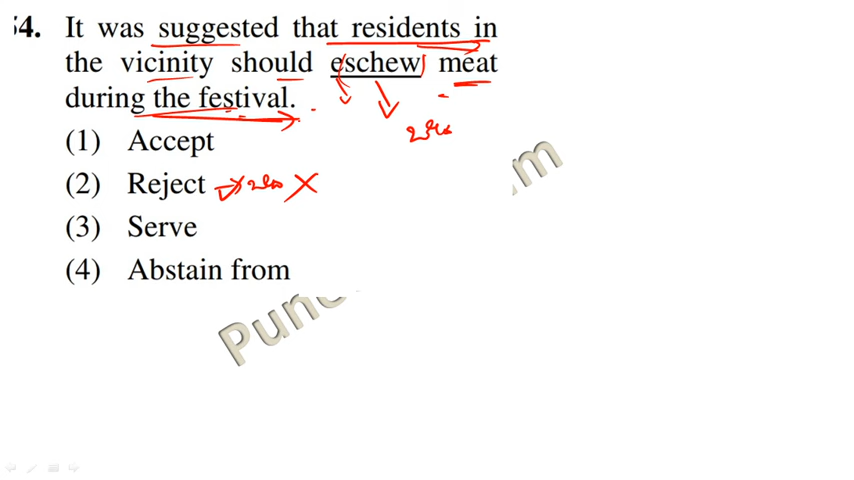 54. It was suggested that residents in
the vicinity should eschew meat
during the festival.
(1) Accept
(2) Reject
(3) Serve
(4) Abstain from